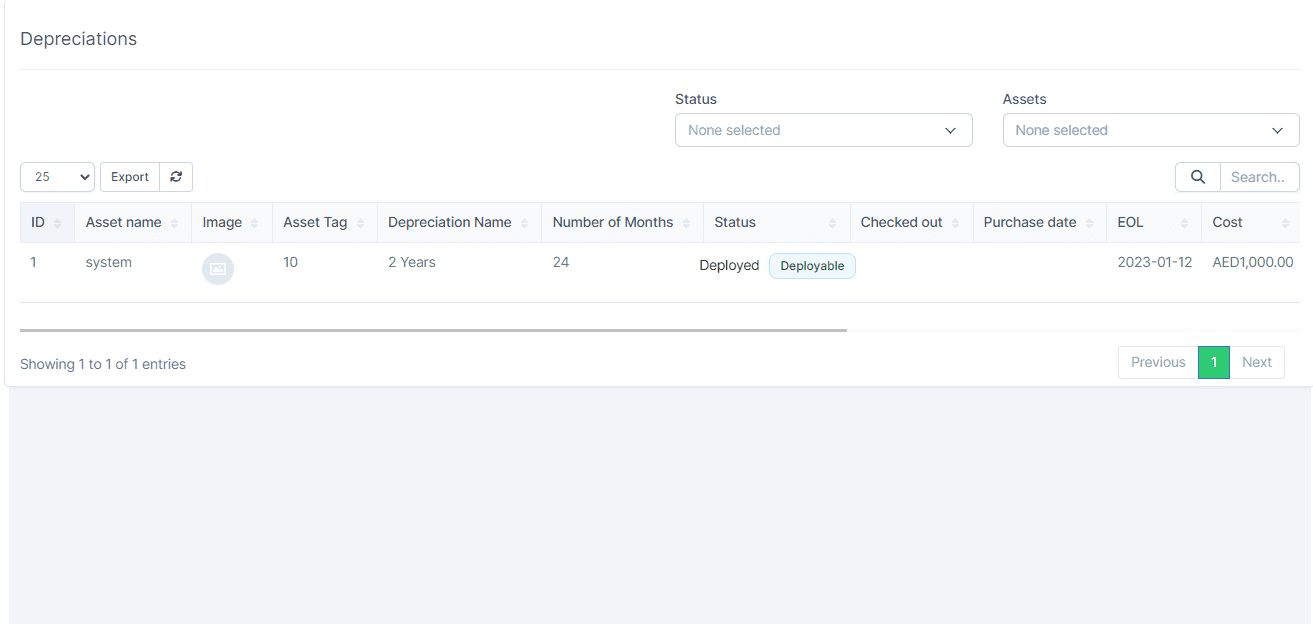 Depreciations
Status Assets
None selected None selected
25 Export Search..
ID Asset name Image Asset Tag Depreciation Name Number of Months Status Checked out Purchase date EOL Cost
1 system 10 2 Years 24 Deployed Deployable 2023-01-12 AED1,000.00
Showing 1 to 1 of 1 entries Previous 1 Next